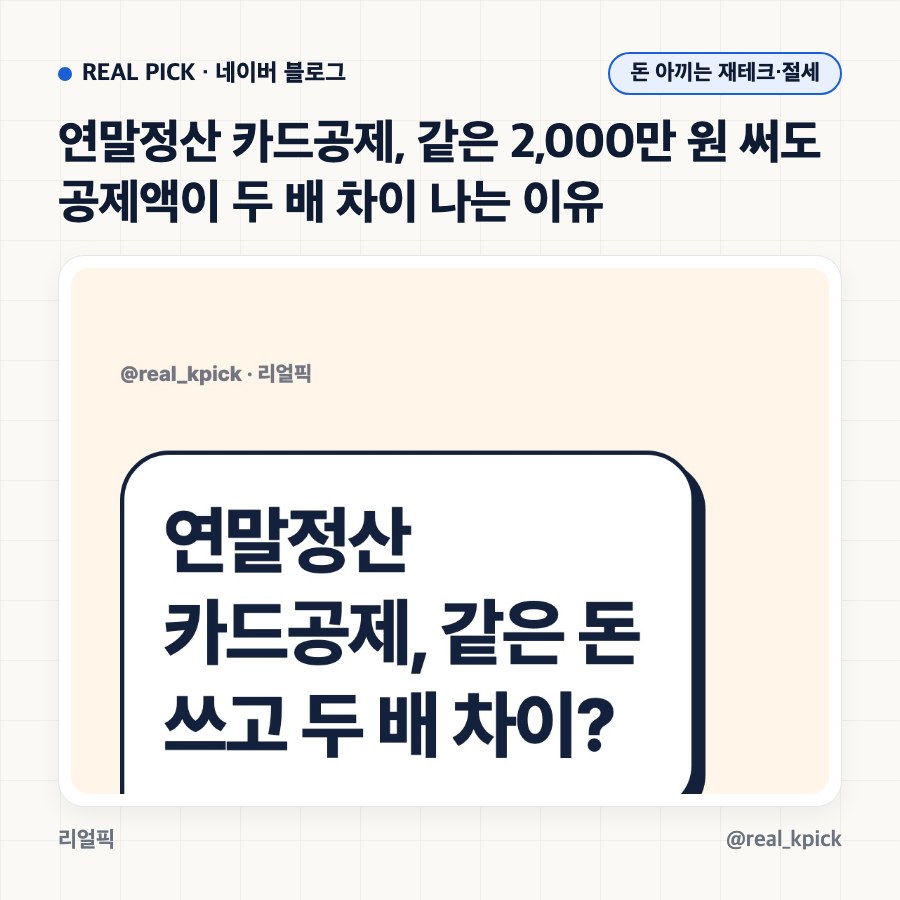 REAL PICK · 네이버 블로그
돈 아끼는 재테크·절세
연말정산 카드공제, 같은 2,000만 원 써도
공제액이 두 배 차이 나는 이유
@real_kpick · 리얼픽
연말정산
카드공제, 같은 돈
쓰고 두 배 차이?
리얼픽
@real_kpick